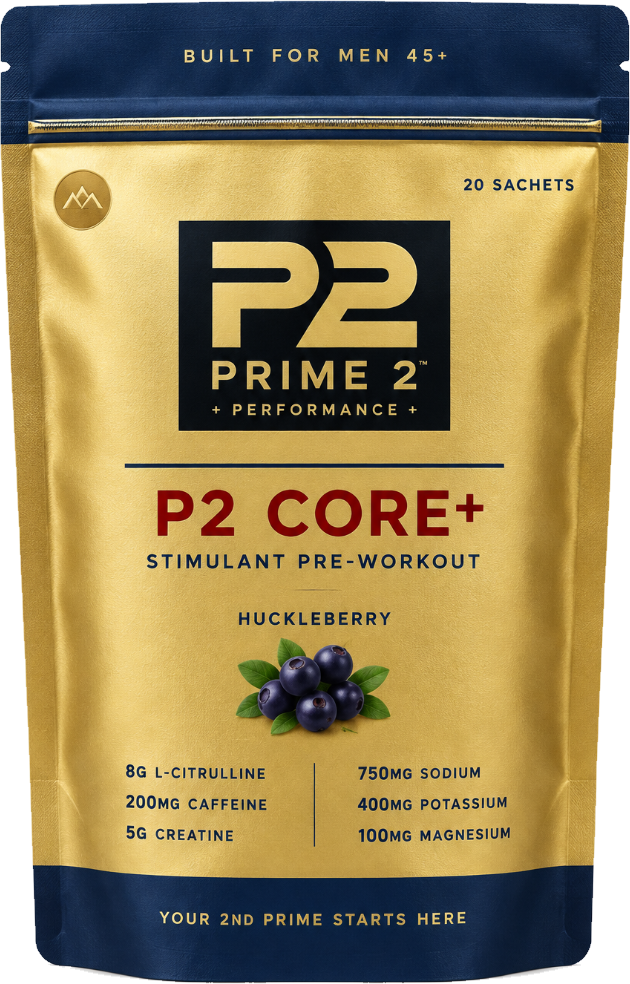 BUILT FOR MEN 45+
20 SACHETS
P2
PRIME 2™
+ PERFORMANCE +
P2 CORE+
STIMULANT PRE-WORKOUT
HUCKLEBERRY
8G L-CITRULLINE
200MG CAFFEINE
5G CREATINE
750MG SODIUM
400MG POTASSIUM
100MG MAGNESIUM
YOUR 2ND PRIME STARTS HERE